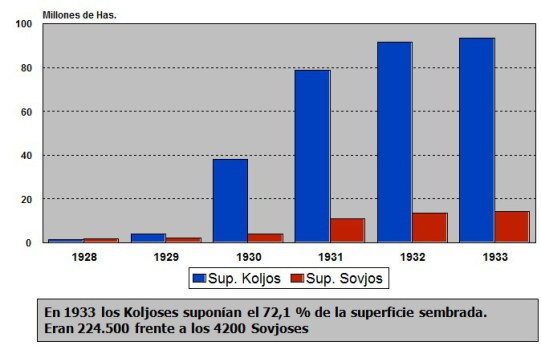 Millones de Has.
100
80
60
40
20
0
1928 1929 1930 1931 1932 1933
Sup. Koljos Sup. Sovjos
En 1933 los Koljoses suponían el 72,1 % de la superficie sembrada.
Eran 224.500 frente a los 4200 Sovjoses